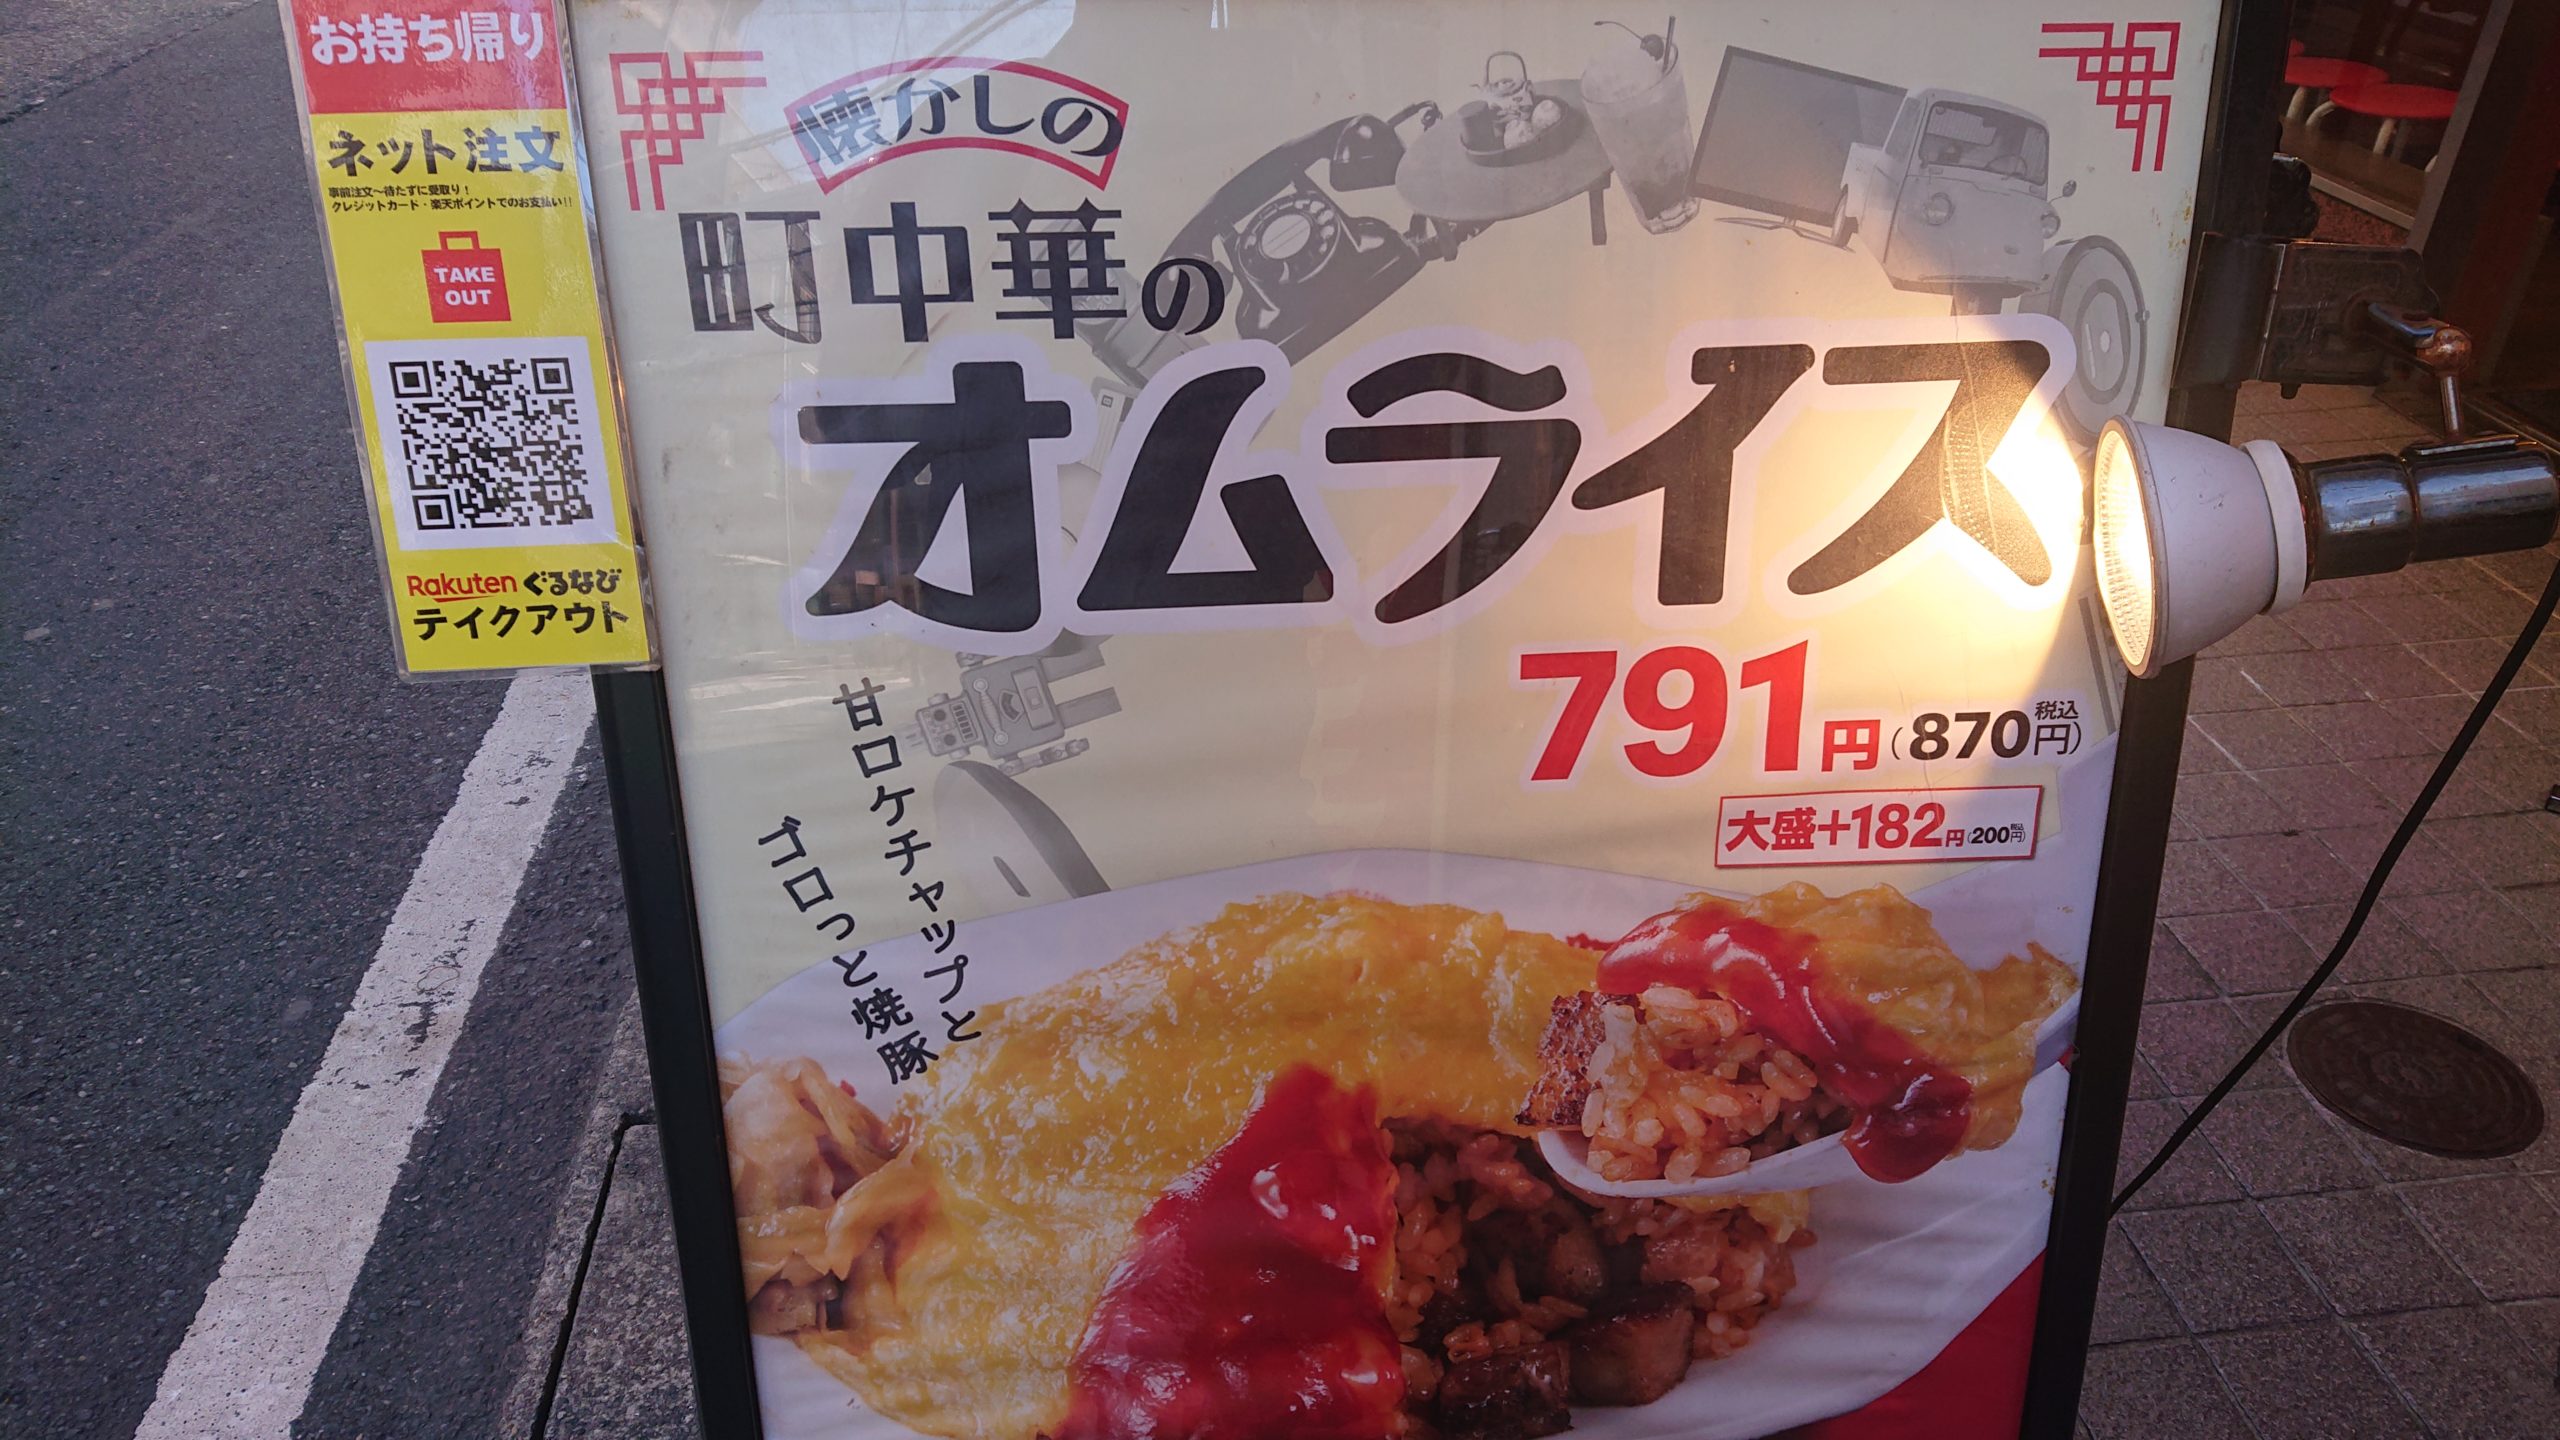 お持ち帰り
ネット注文
事前注文〜待たずに受取り！
クレジットカード・楽天ポイントでのお支払い!!
TAKE
OUT
Rakuten ぐるなび
テイクアウト
懐かしの
町中華の
オムライス
791円(870円税込)
大盛+182円(200円税込)
甘口ケチャップと
ゴロっと焼豚